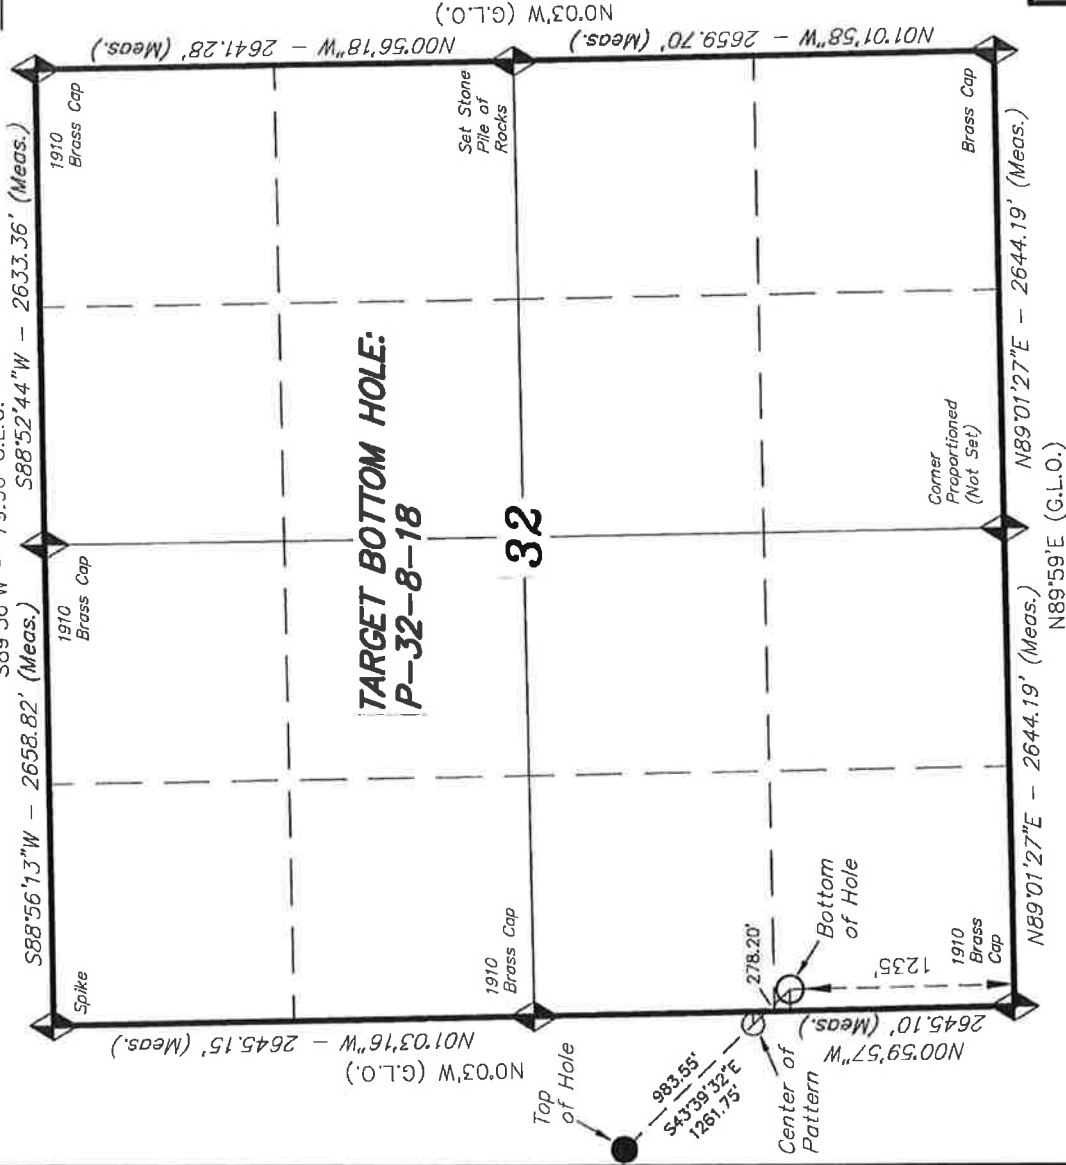 S88°52'44"W - 2633.36' (Meas.)
S88°56'13"W - 2658.82' (Meas.)
Spike
1910
Brass Cap
1910
Brass Cap
N00°56'18"W - 2641.28' (Meas.)
N0°03'W (G.L.O.)
N01°01'58"W - 2659.70' (Meas.)
Set Stone
Pile of
Rocks
TARGET BOTTOM HOLE:
P-32-8-18
32
N01°03'16"W - 2645.15' (Meas.)
N0°03'W (G.L.O.)
1910
Brass Cap
Top
of Hole
983.55'
S43°39'32"E
1261.75'
Center of
Pattern
278.20'
Bottom
of Hole
1235'
N00°59'57"W
2645.10' (Meas.)
1910
Brass
Cap
Corner
Proportioned
(Not Set)
Brass Cap
N89°01'27"E - 2644.19' (Meas.)
N89°01'27"E - 2644.19' (Meas.)
N89°59'E (G.L.O.)